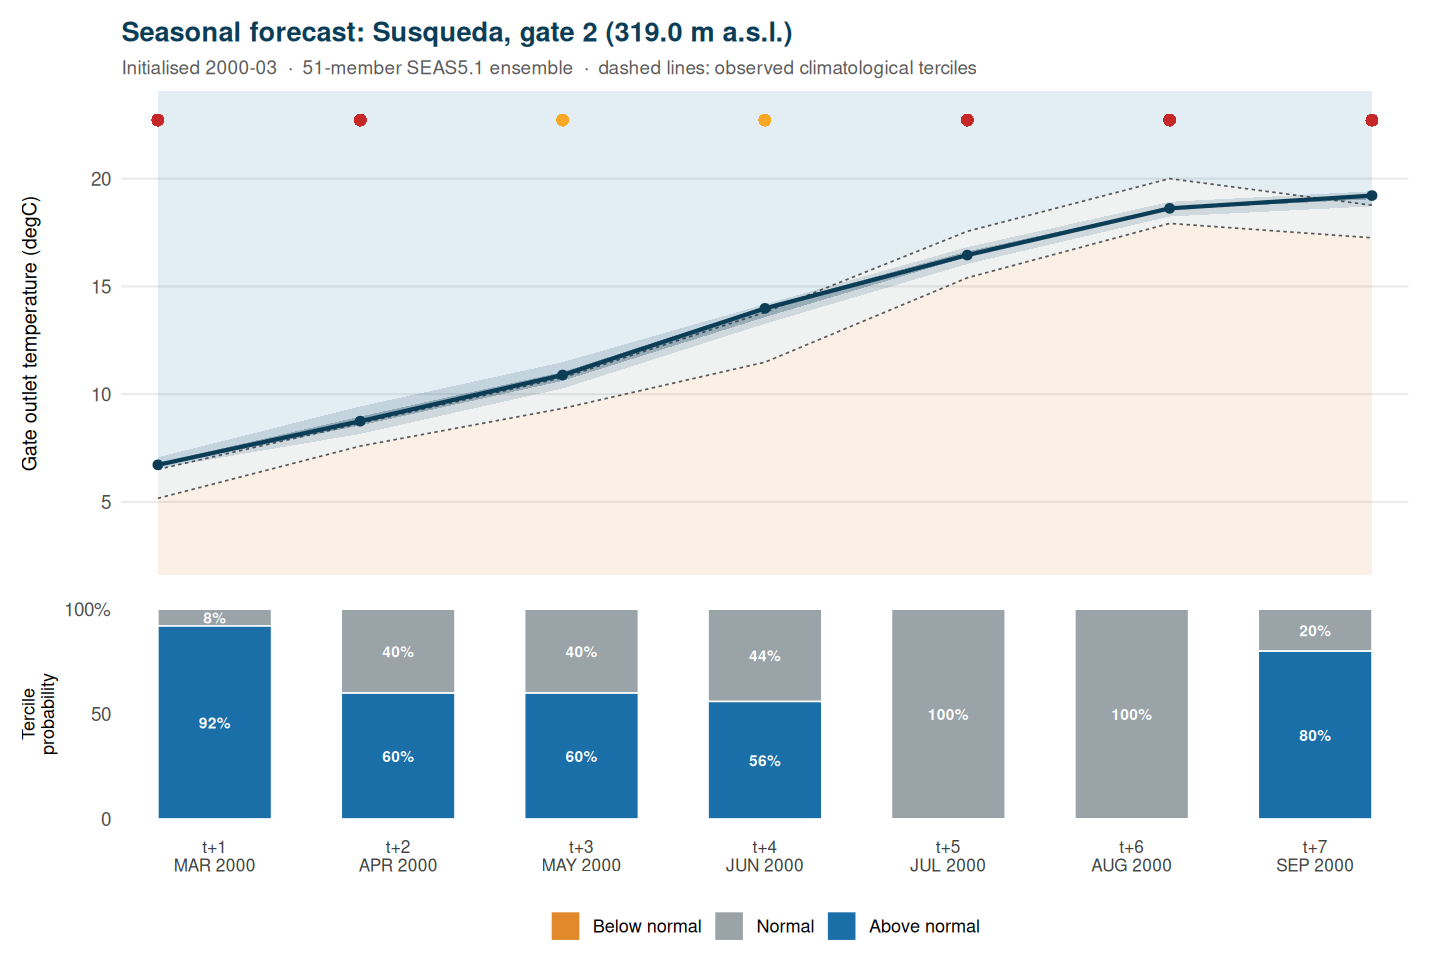 Seasonal forecast: Susqueda, gate 2 (319.0 m a.s.l.)
Initialised 2000-03 · 51-member SEAS5.1 ensemble · dashed lines: observed climatological terciles
Gate outlet temperature (degC)
20
15
10
5
Tercile
probability
100%
50
0
8%
92%
40%
60%
40%
60%
44%
56%
100%
100%
20%
80%
t+1
MAR 2000
t+2
APR 2000
t+3
MAY 2000
t+4
JUN 2000
t+5
JUL 2000
t+6
AUG 2000
t+7
SEP 2000
Below normal
Normal
Above normal